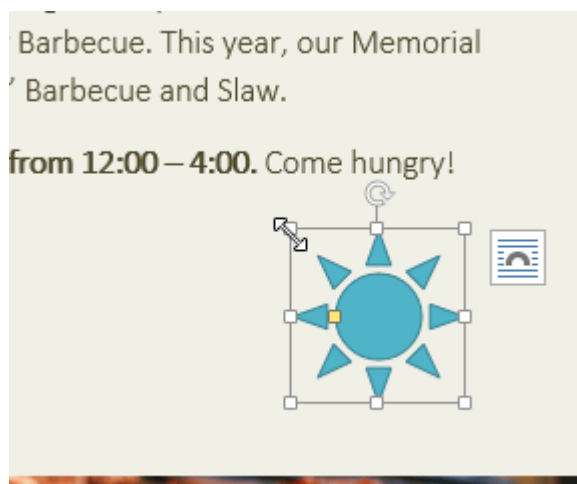 Barbecue. This year, our Memorial
’ Barbecue and Slaw.
from 12:00 – 4:00. Come hungry!